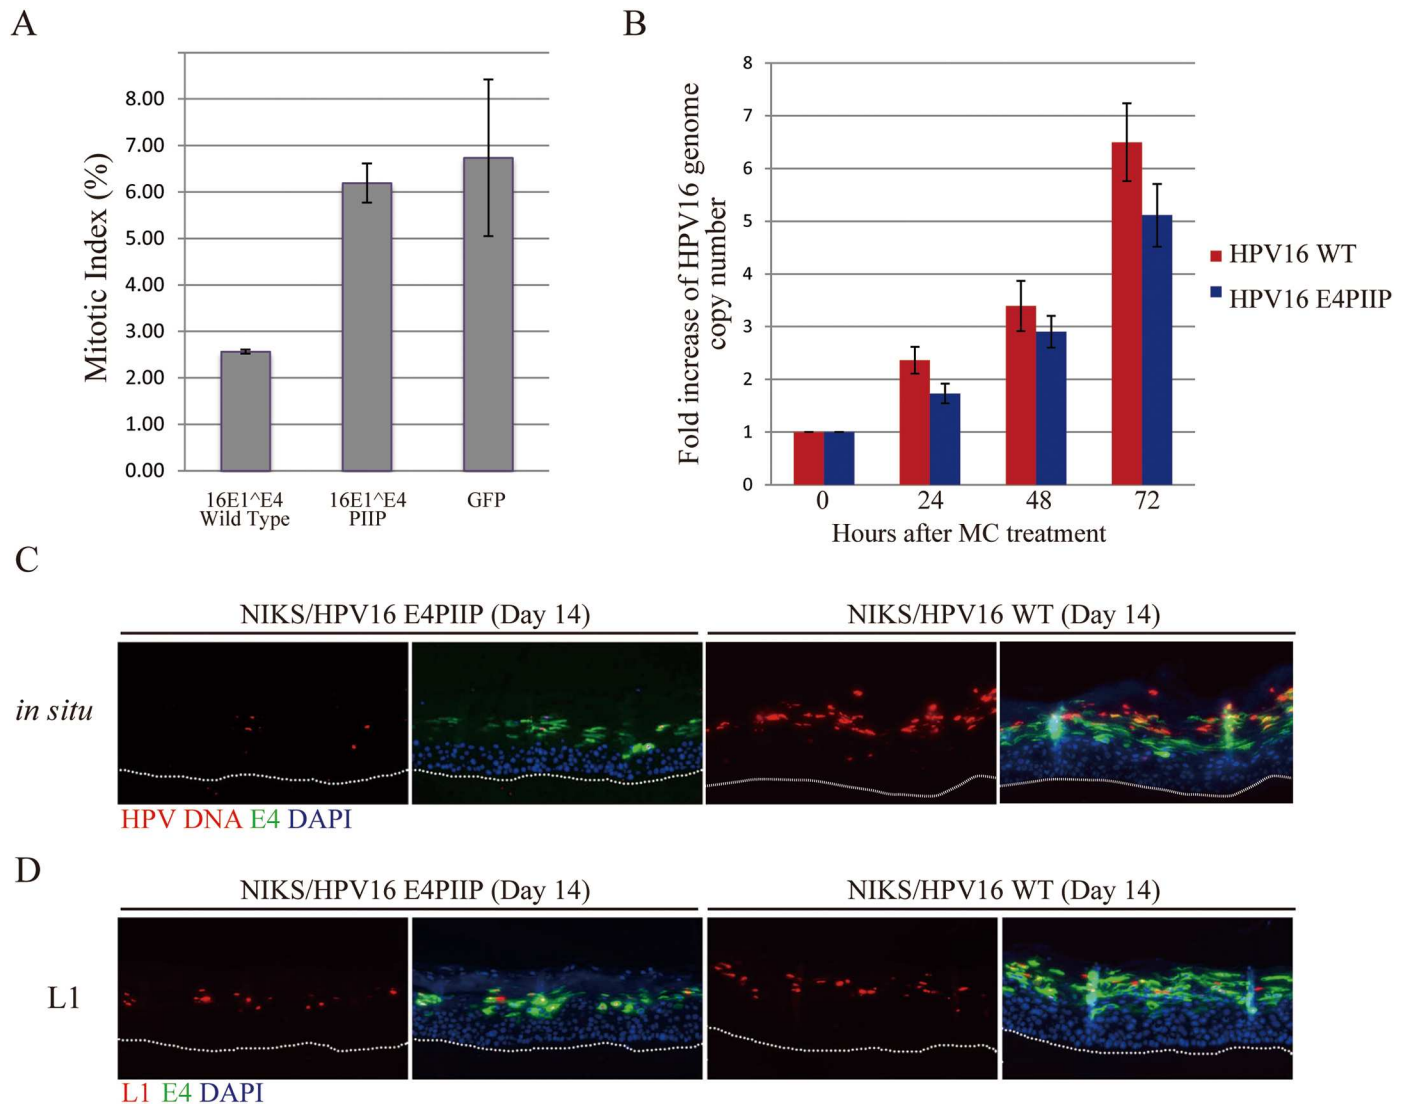 A
Mitotic Index (%)
8.00
7.00
6.00
5.00
4.00
3.00
2.00
1.00
0.00
16E1^E4
Wild Type
16E1^E4
PIIP
GFP
B
Fold increase of HPV16 genome
copy number
8
7
6
5
4
3
2
1
0
0 24 48 72
Hours after MC treatment
HPV16 WT
HPV16 E4PIIP
C
NIKS/HPV16 E4PIIP (Day 14)
NIKS/HPV16 WT (Day 14)
in situ
HPV DNA E4 DAPI
D
NIKS/HPV16 E4PIIP (Day 14)
NIKS/HPV16 WT (Day 14)
L1
L1 E4 DAPI